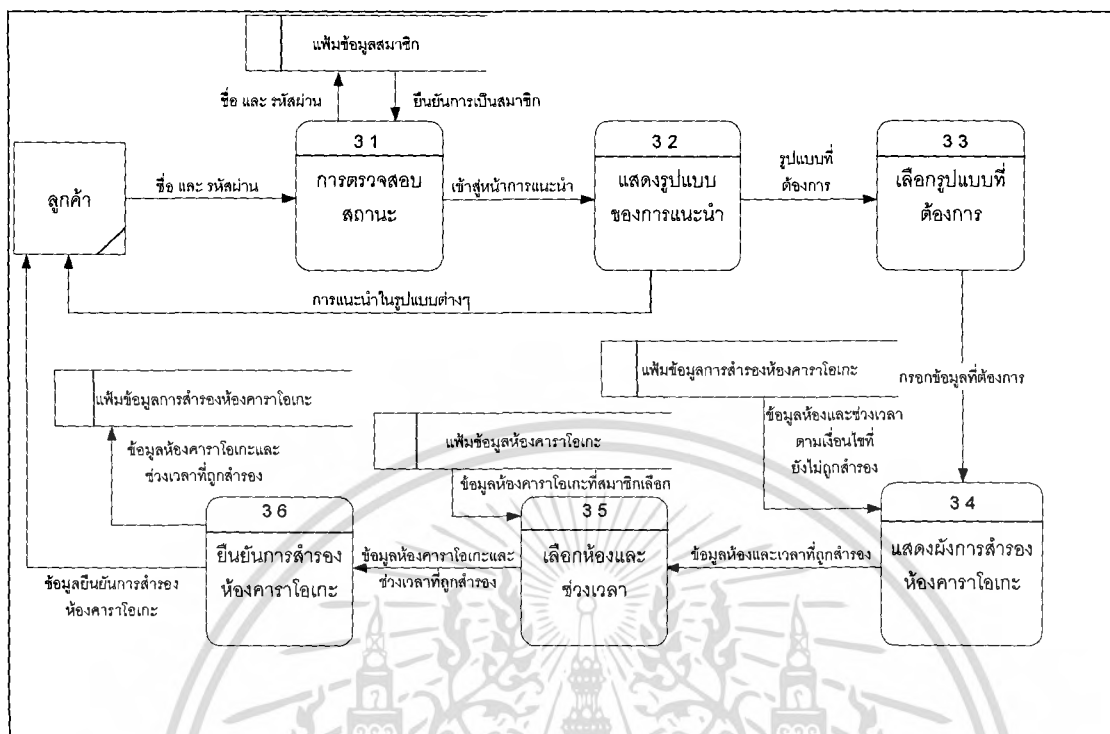 แฟ้มข้อมูลสมาชิก
ชื่อ และ รหัสผ่าน
ยืนยันการเป็นสมาชิก
ลูกค้า
ชื่อ และ รหัสผ่าน
3 1
การตรวจสอบ
สถานะ
เข้าสู่หน้าการแนะนำ
3 2
แสดงรูปแบบ
ของการแนะนำ
รูปแบบที่
ต้องการ
3 3
เลือกรูปแบบที่
ต้องการ
การแนะนำในรูปแบบต่างๆ
แฟ้มข้อมูลการสำรองห้องคาราโอเกะ
กรอกข้อมูลที่ต้องการ
แฟ้มข้อมูลการสำรองห้องคาราโอเกะ
แฟ้มข้อมูลห้องคาราโอเกะ
ข้อมูลห้องและช่วงเวลา
ตามเงื่อนไขที่
ยังไม่ถูกสำรอง
ข้อมูลห้องคาราโอเกะและ
ช่วงเวลาที่ถูกสำรอง
ข้อมูลห้องคาราโอเกะที่สมาชิกเลือก
3 6
ยืนยันการสำรอง
ห้องคาราโอเกะ
ข้อมูลห้องคาราโอเกะและ
ช่วงเวลาที่ถูกสำรอง
3 5
เลือกห้องและ
ช่วงเวลา
ข้อมูลห้องและเวลาที่ถูกสำรอง
3 4
แสดงผังการสำรอง
ห้องคาราโอเกะ
ข้อมูลยืนยันการสำรอง
ห้องคาราโอเกะ